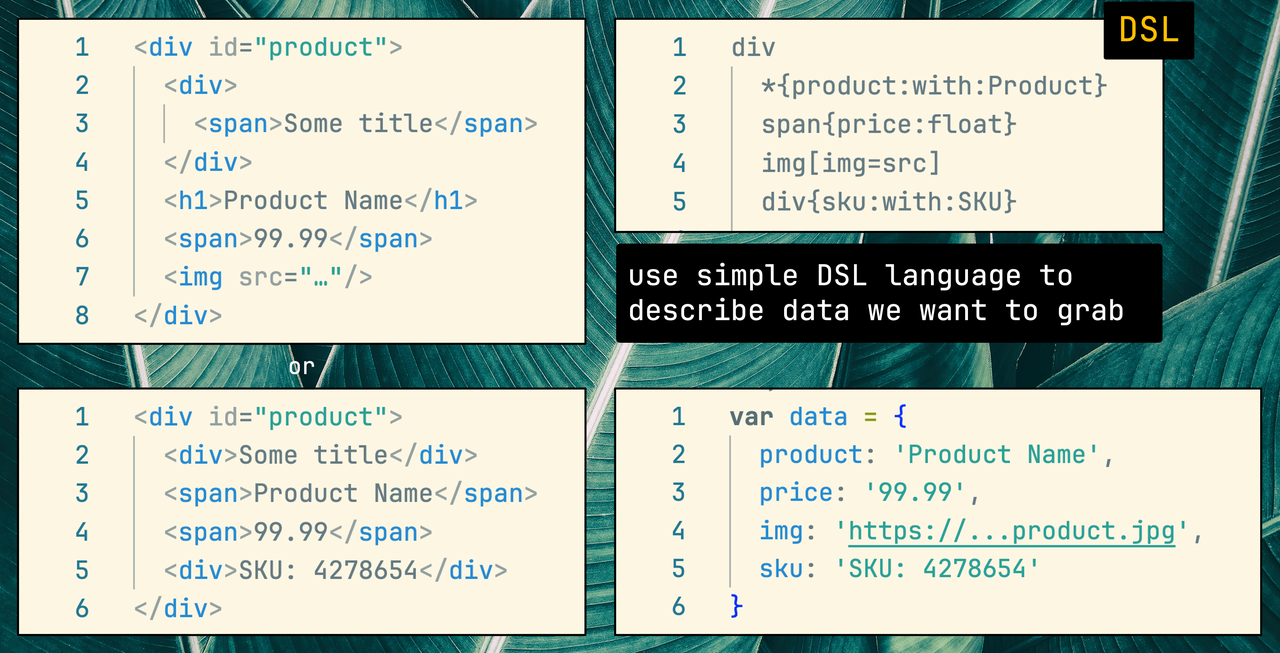 1 <div id="product">
2 <div>
3 <span>Some title</span>
4 </div>
5 <h1>Product Name</h1>
6 <span>99.99</span>
7 <img src="…"/>
8 </div>
or
1 <div id="product">
2 <div>Some title</div>
3 <span>Product Name</span>
4 <span>99.99</span>
5 <div>SKU: 4278654</div>
6 </div>
DSL
1 div
2 *{product:with:Product}
3 span{price:float}
4 img[img=src]
5 div{sku:with:SKU}
use simple DSL language to
describe data we want to grab
1 var data = {
2 product: 'Product Name',
3 price: '99.99',
4 img: 'https://...product.jpg',
5 sku: 'SKU: 4278654'
6 }